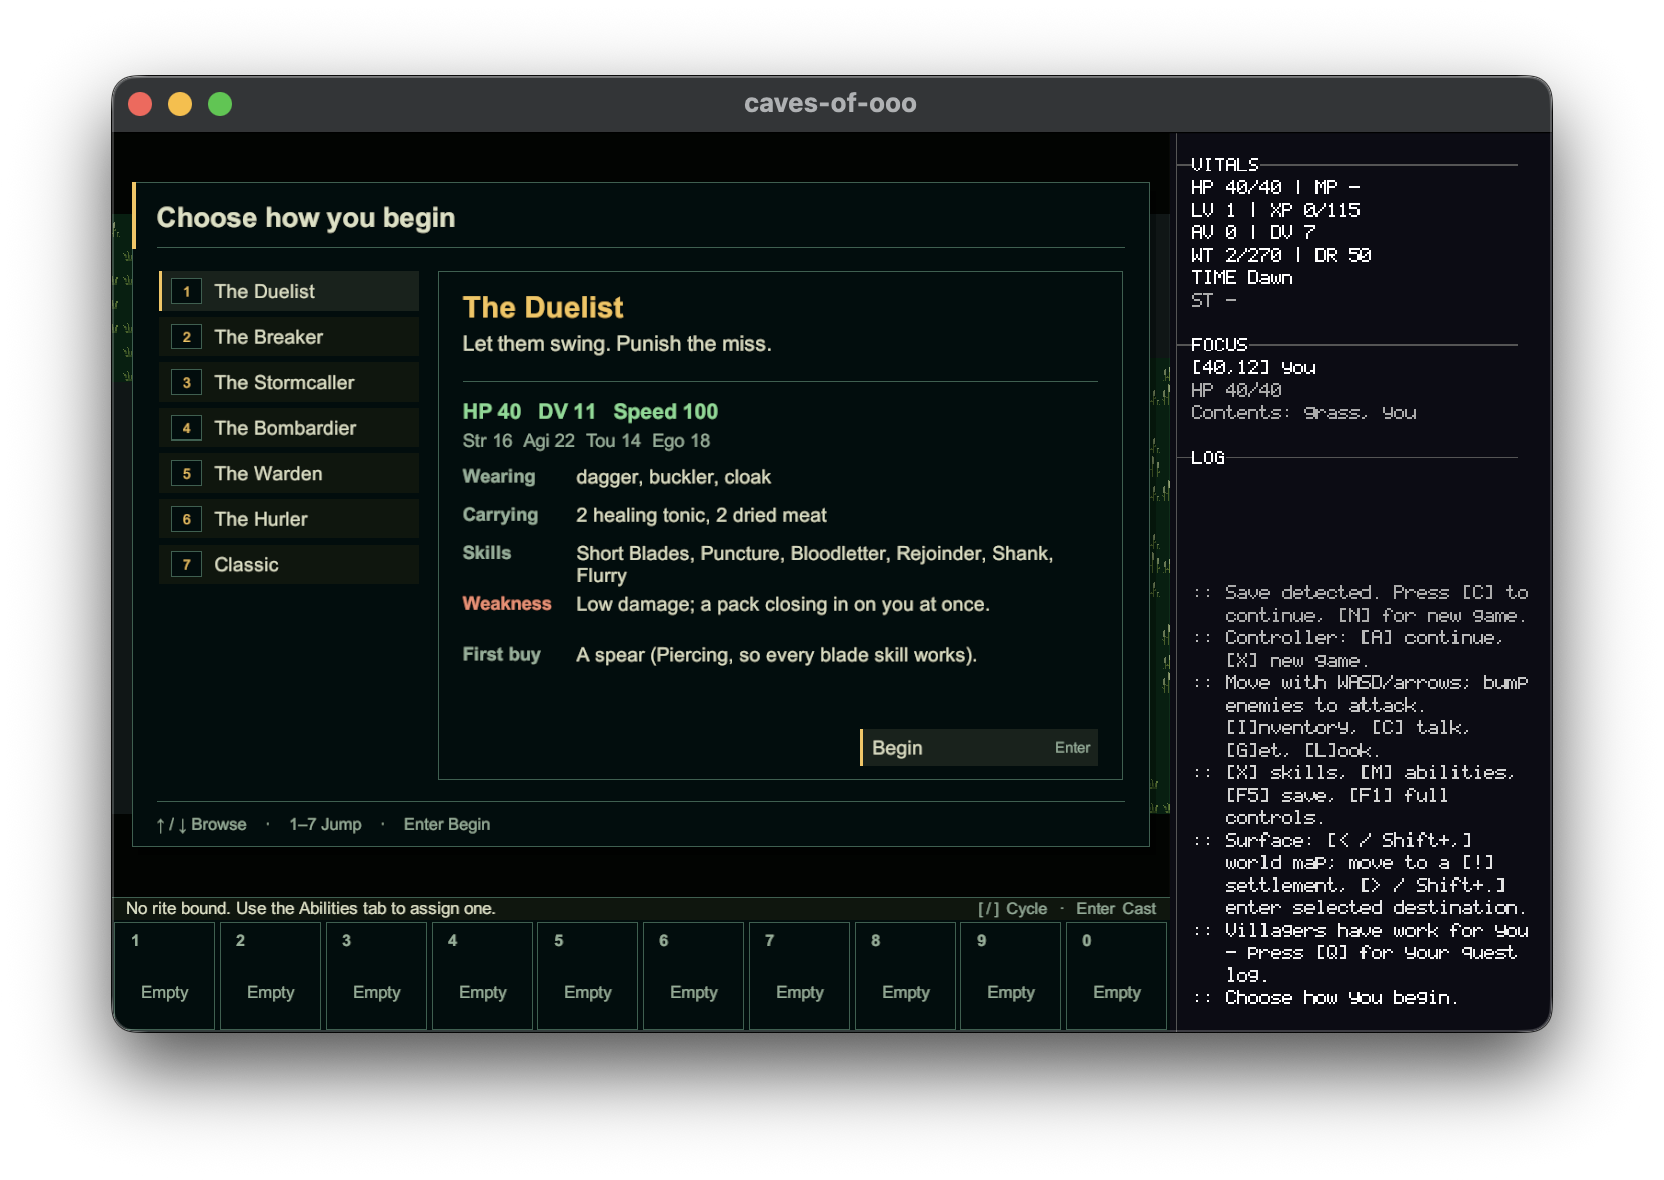 caves-of-ooo
Choose how you begin
1 The Duelist
2 The Breaker
3 The Stormcaller
4 The Bombardier
5 The Warden
6 The Hurler
7 Classic
The Duelist
Let them swing. Punish the miss.
HP 40 DV 11 Speed 100
Str 16 Agi 22 Tou 14 Ego 18
Wearing dagger, buckler, cloak
Carrying 2 healing tonic, 2 dried meat
Skills Short Blades, Puncture, Bloodletter, Rejoinder, Shank,
Flurry
Weakness Low damage; a pack closing in on you at once.
First buy A spear (Piercing, so every blade skill works).
Begin Enter
↑ / ↓ Browse · 1–7 Jump · Enter Begin
No rite bound. Use the Abilities tab to assign one. [ / ] Cycle · Enter Cast
1 2 3 4 5 6 7 8 9 0
Empty Empty Empty Empty Empty Empty Empty Empty Empty Empty
VITALS
HP 40/40 | MP -
LV 1 | XP 0/115
AV 0 | DV 7
WT 2/270 | DR 50
TIME Dawn
ST -
FOCUS
[40,12] you
HP 40/40
Contents: grass, you
LOG
:: Save detected. Press [C] to
continue, [N] for new game.
:: Controller: [A] continue,
[X] new game.
:: Move with WASD/arrows; bump
enemies to attack.
[I]nventory, [C] talk,
[G]et, [L]ook.
:: [X] skills, [M] abilities,
[F5] save, [F1] full
controls.
:: Surface: [< / Shift+,]
world map; move to a [!]
settlement, [> / Shift+.]
enter selected destination.
:: Villagers have work for you
- press [Q] for your quest
log.
:: Choose how you begin.